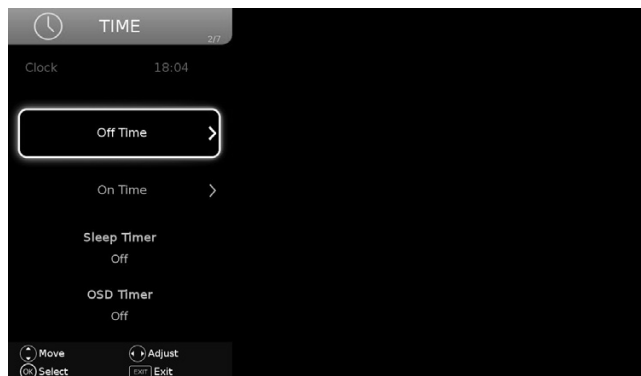 TIME
2/7
Clock 18:04
Off Time
On Time
Sleep Timer
Off
OSD Timer
Off
Move Adjust
OK Select EXIT Exit